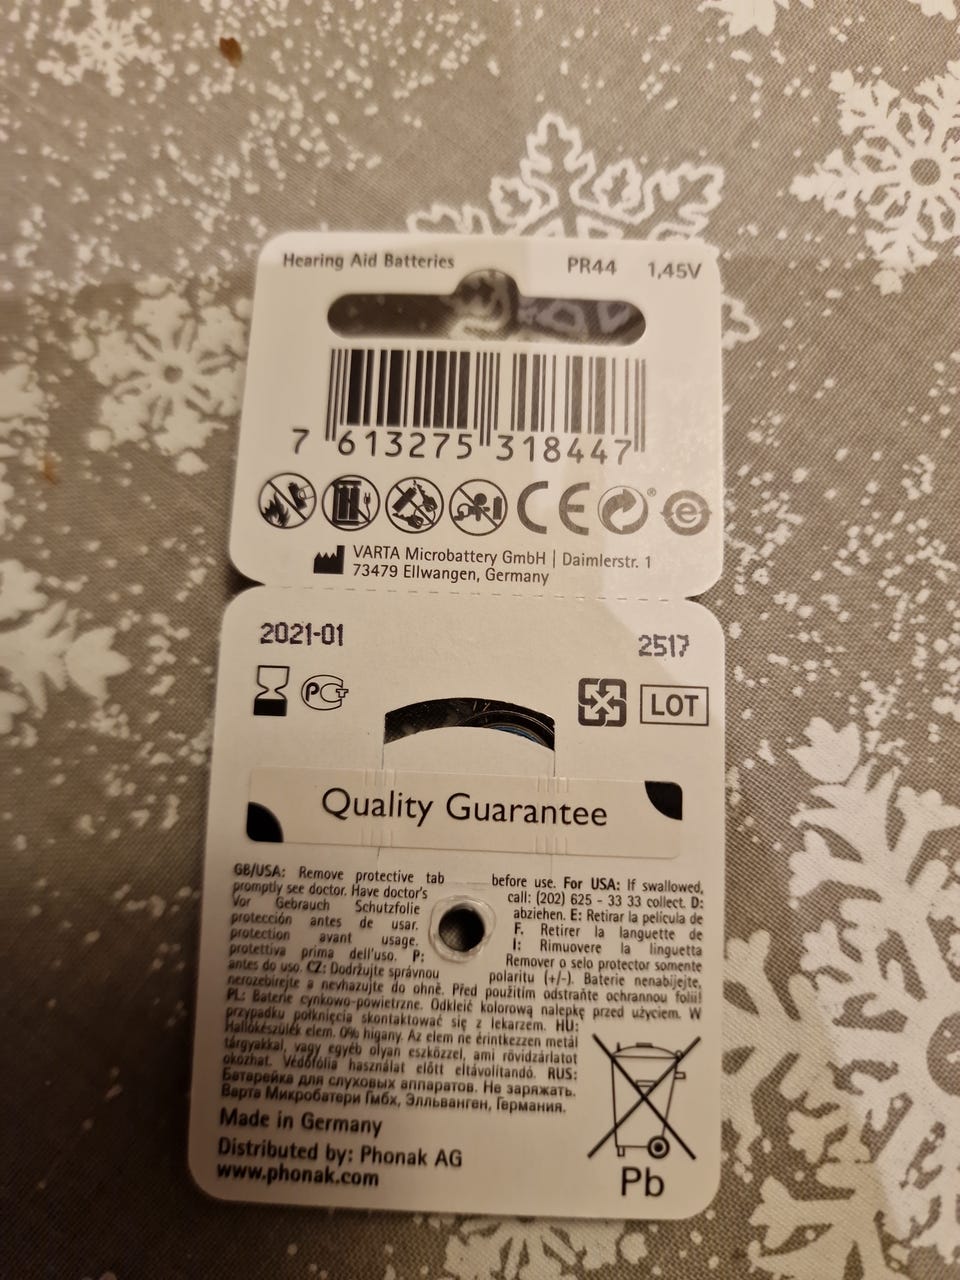 Hearing Aid Batteries PR44 1,45V
7 613275 318447
CE
e
VARTA Microbattery GmbH | Daimlerstr. 1
73479 Ellwangen, Germany
2021-01 2517
LOT
Quality Guarantee
GB/USA: Remove protective tab before use. For USA: If swallowed,
promptly see doctor. Have doctor's call: (202) 625 - 33 33 collect. D:
Vor Gebrauch Schutzfolie abziehen. E: Retirar la película de
protección antes de usar. F. Retirer la languette de
protection avant usage. I: Rimuovere la linguetta
protettiva prima dell'uso. P: Remover o selo protector somente
antes do uso. CZ: Dodržujte správnou polaritu (+/-). Baterie nenabíjejte,
nerozebírejte a nevhazujte do ohně. Před použitím odstraňte ochrannou folii!
PL: Baterie cynkowo-powietrzne. Odkleić kolorową nalepkę przed użyciem. W
przypadku połknięcia skontaktować się z lekarzem. HU:
Hallókészülék elem. 0% higany. Az elem ne érintkezzen metál
tárgyakkal, vagy egyéb olyan eszközzel, ami rövidzárlatot
okozhat. Védőfólia használat előtt eltávolítandó. RUS:
Батарейка для слуховых аппаратов. Не заряжать.
Варта Микробатери Гмбх, Элльванген, Германия.
Made in Germany
Distributed by: Phonak AG
www.phonak.com
Pb